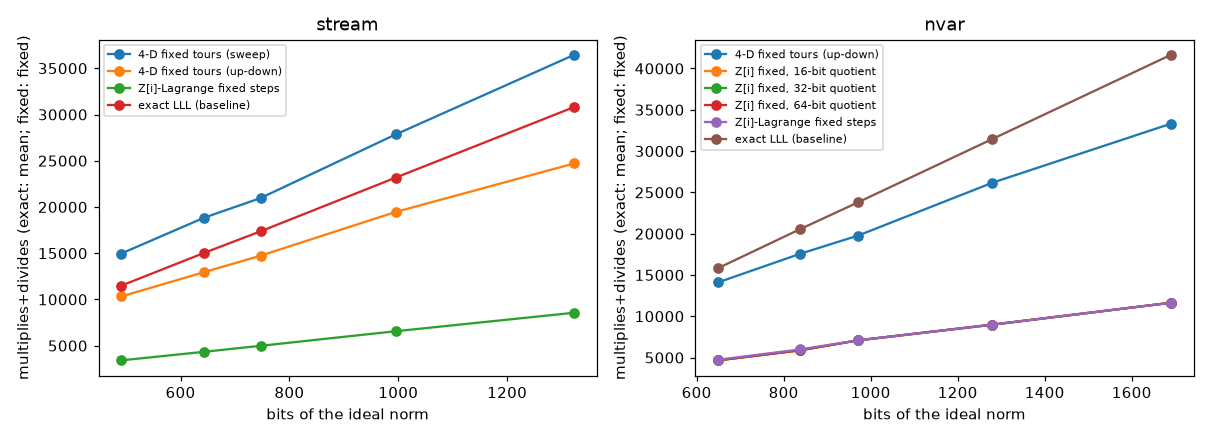 stream
multiplies+divides (exact: mean; fixed: fixed)
35000
30000
25000
20000
15000
10000
5000
4-D fixed tours (sweep)
4-D fixed tours (up-down)
Z[i]-Lagrange fixed steps
exact LLL (baseline)
600
800
1000
1200
bits of the ideal norm
nvar
multiplies+divides (exact: mean; fixed: fixed)
40000
35000
30000
25000
20000
15000
10000
5000
4-D fixed tours (up-down)
Z[i] fixed, 16-bit quotient
Z[i] fixed, 32-bit quotient
Z[i] fixed, 64-bit quotient
Z[i]-Lagrange fixed steps
exact LLL (baseline)
600
800
1000
1200
1400
1600
bits of the ideal norm